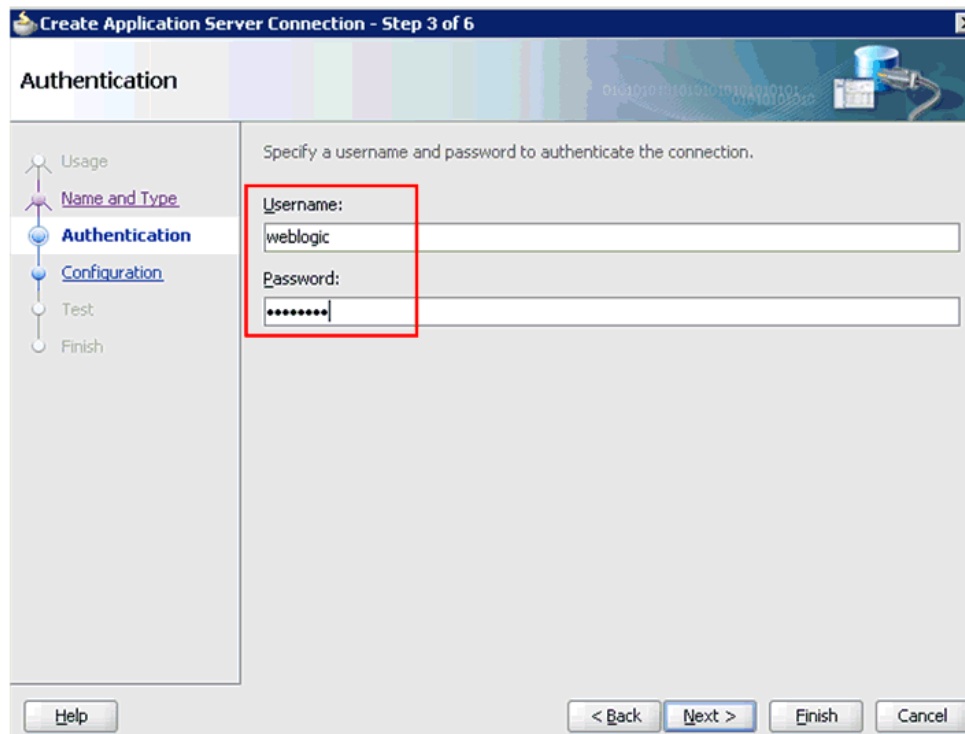 Create Application Server Connection - Step 3 of 6
Authentication
Usage
Name and Type
Authentication
Configuration
Test
Finish
Specify a username and password to authenticate the connection.
Username:
weblogic
Password:
••••••••
Help
< Back
Next >
Finish
Cancel